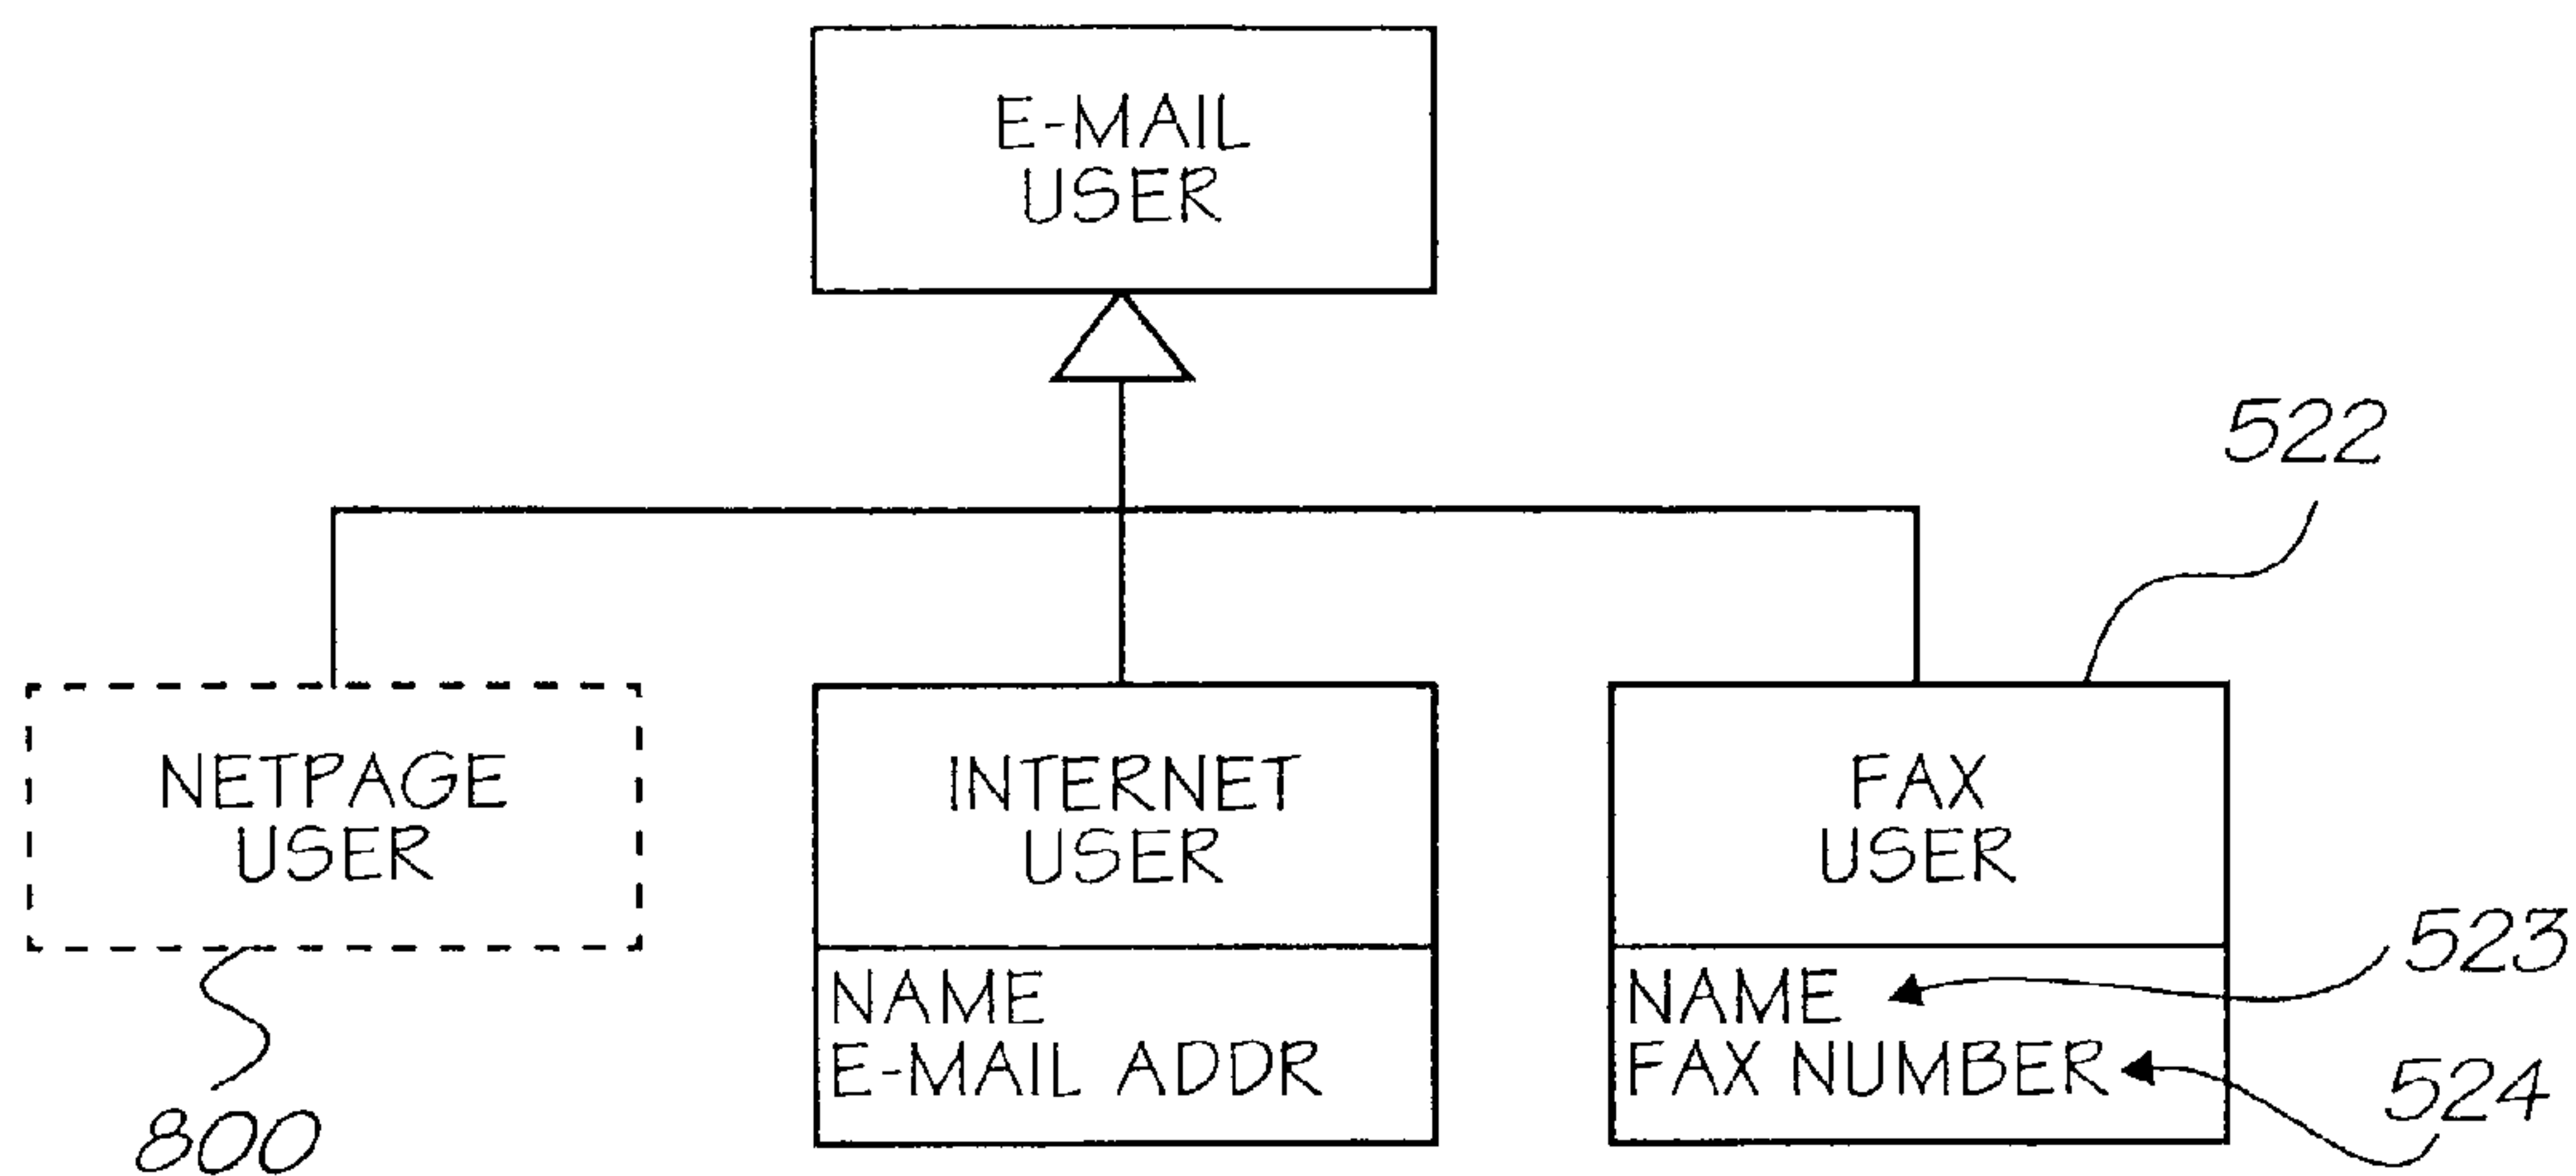 E-MAIL
USER
522
NETPAGE
USER
INTERNET
USER
FAX
USER
NAME
E-MAIL ADDR
NAME
FAX NUMBER
523
524
800